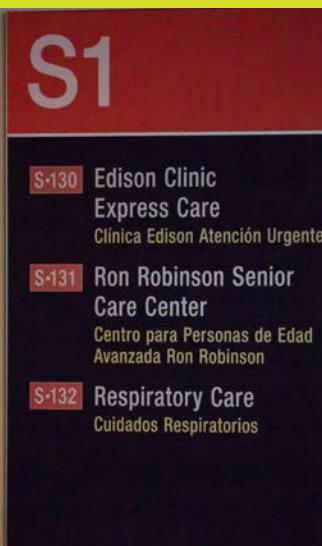 S1
S•130 Edison Clinic
Express Care
Clínica Edison Atención Urgente
S•131 Ron Robinson Senior
Care Center
Centro para Personas de Edad
Avanzada Ron Robinson
S•132 Respiratory Care
Cuidados Respiratorios